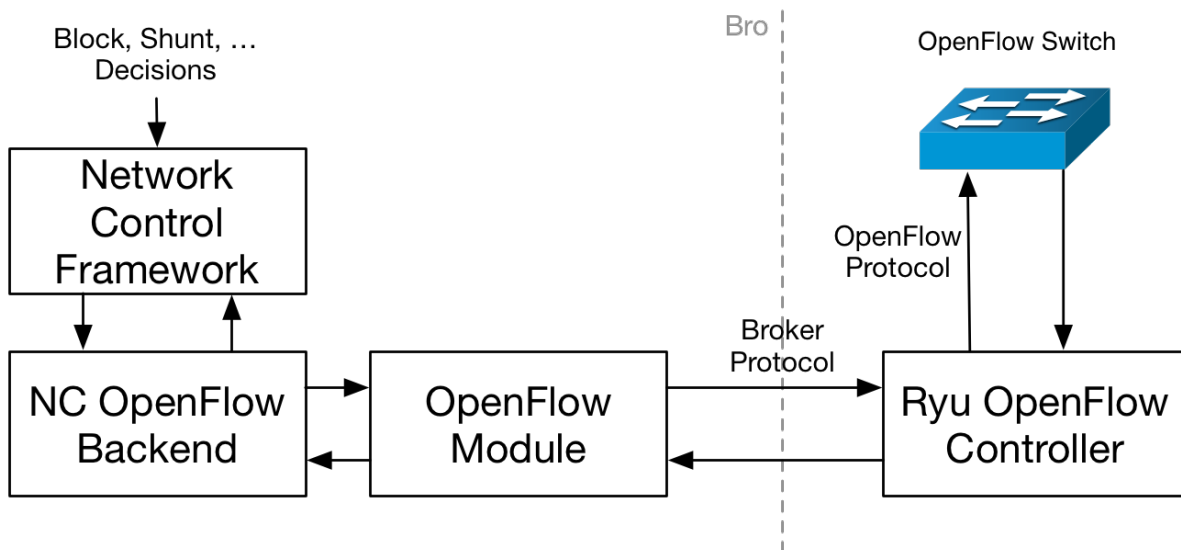 Block, Shunt, …
Decisions
Bro
OpenFlow Switch
Network
Control
Framework
OpenFlow
Protocol
Broker
Protocol
NC OpenFlow
Backend
OpenFlow
Module
Ryu OpenFlow
Controller